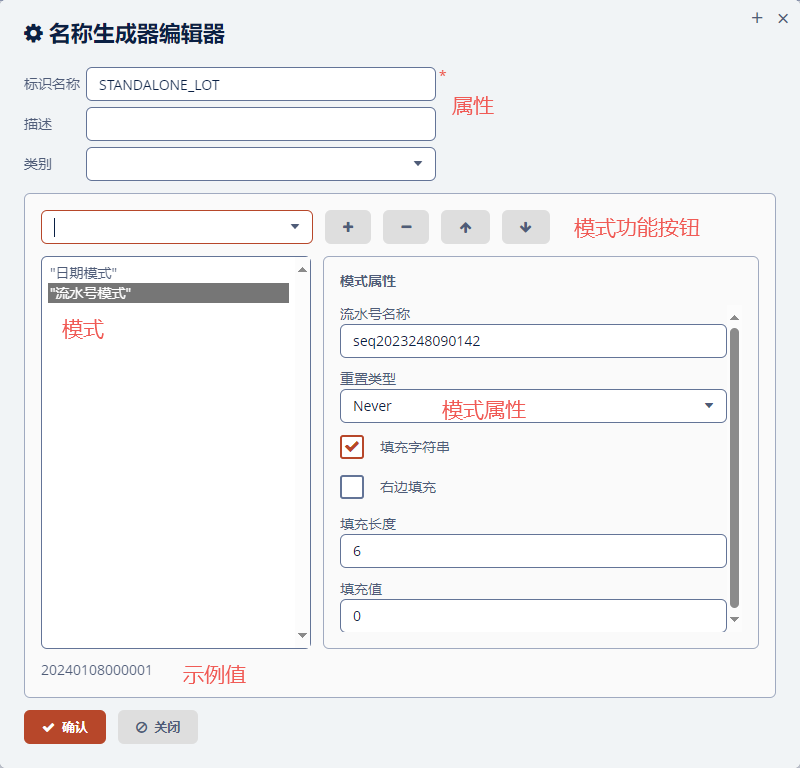 名称生成器编辑器
标识名称 STANDALONE_LOT *
属性
描述
类别
模式功能按钮
"日期模式"
"流水号模式"
模式
模式属性
流水号名称
seq2023248090142
重置类型
Never
模式属性
填充字符串
右边填充
填充长度
6
填充值
0
20240108000001 示例值
确认 关闭